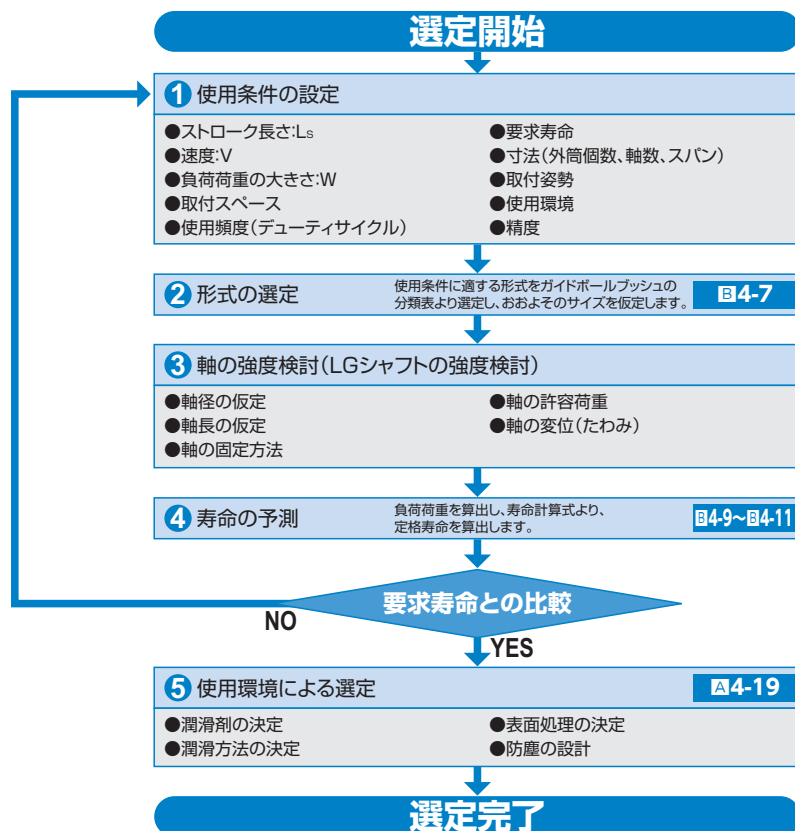 選定開始
1 使用条件の設定
●ストローク長さ:Ls
●速度:V
●負荷荷重の大きさ:W
●取付スペース
●使用頻度(デューティサイクル)
●要求寿命
●寸法(外筒個数、軸数、スパン)
●取付姿勢
●使用環境
●精度
2 形式の選定
使用条件に適する形式をガイドボールブッシュの
分類表より選定し、おおよそのサイズを仮定します。
B4-7
3 軸の強度検討(LGシャフトの強度検討)
●軸径の仮定
●軸長の仮定
●軸の固定方法
●軸の許容荷重
●軸の変位(たわみ)
4 寿命の予測
負荷荷重を算出し、寿命計算式より、
定格寿命を算出します。
B4-9~B4-11
要求寿命との比較
NO
YES
5 使用環境による選定
A4-19
●潤滑剤の決定
●潤滑方法の決定
●表面処理の決定
●防塵の設計
選定完了